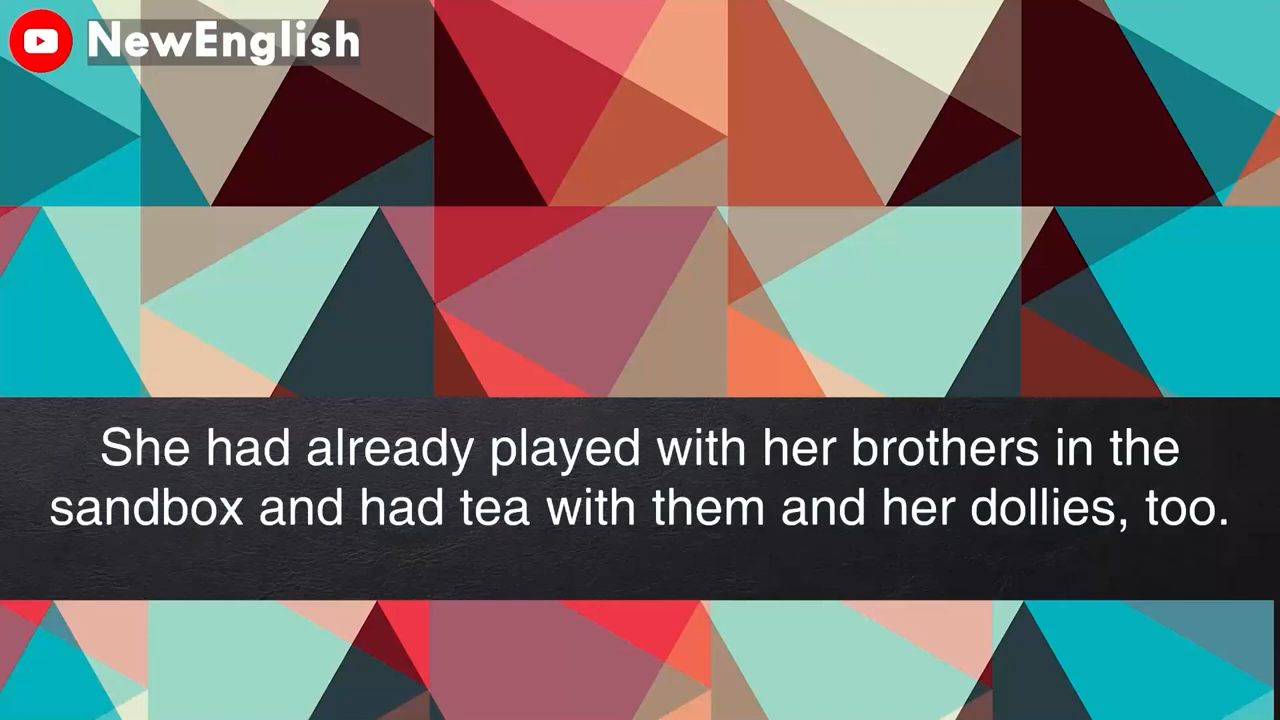 NewEnglish
She had already played with her brothers in the
sandbox and had tea with them and her dollies, too.